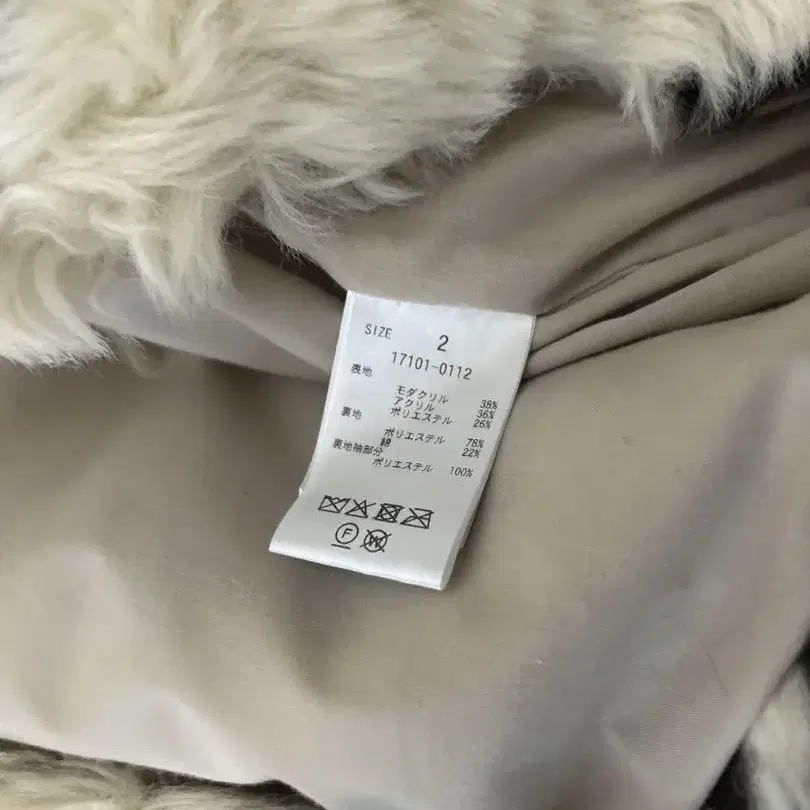 SIZE 2
17101-0112
表地
モダクリル 38%
アクリル 36%
ポリエステル 26%
裏地
ポリエステル 78%
綿 22%
裏地袖部分
ポリエステル 100%
F
W